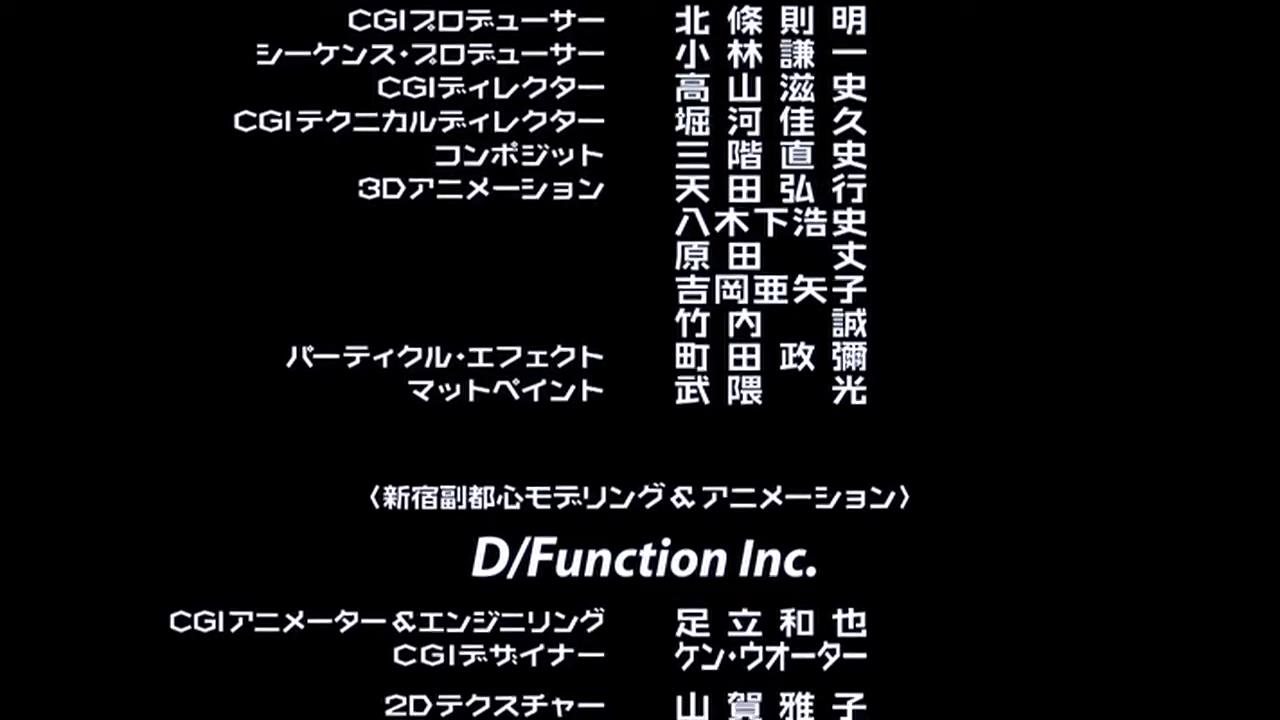 CGIプロデューサー 北條則明
シーケンス・プロデューサー 小林謙一
CGIディレクター 高山滋史
CGIテクニカルディレクター 堀河佳久
コンポジット 三階直史
3Dアニメーション 天田弘行
八木下浩史
原田 丈
吉岡亜矢子
竹内 誠
パーティクル・エフェクト 町田政彌
マットペイント 武隈 光
〈新宿副都心モデリング&アニメーション〉
D/Function Inc.
CGIアニメーター&エンジニリング 足立和也
CGIデザイナー ケン・ウオーター
2Dテクスチャー 山賀雅子